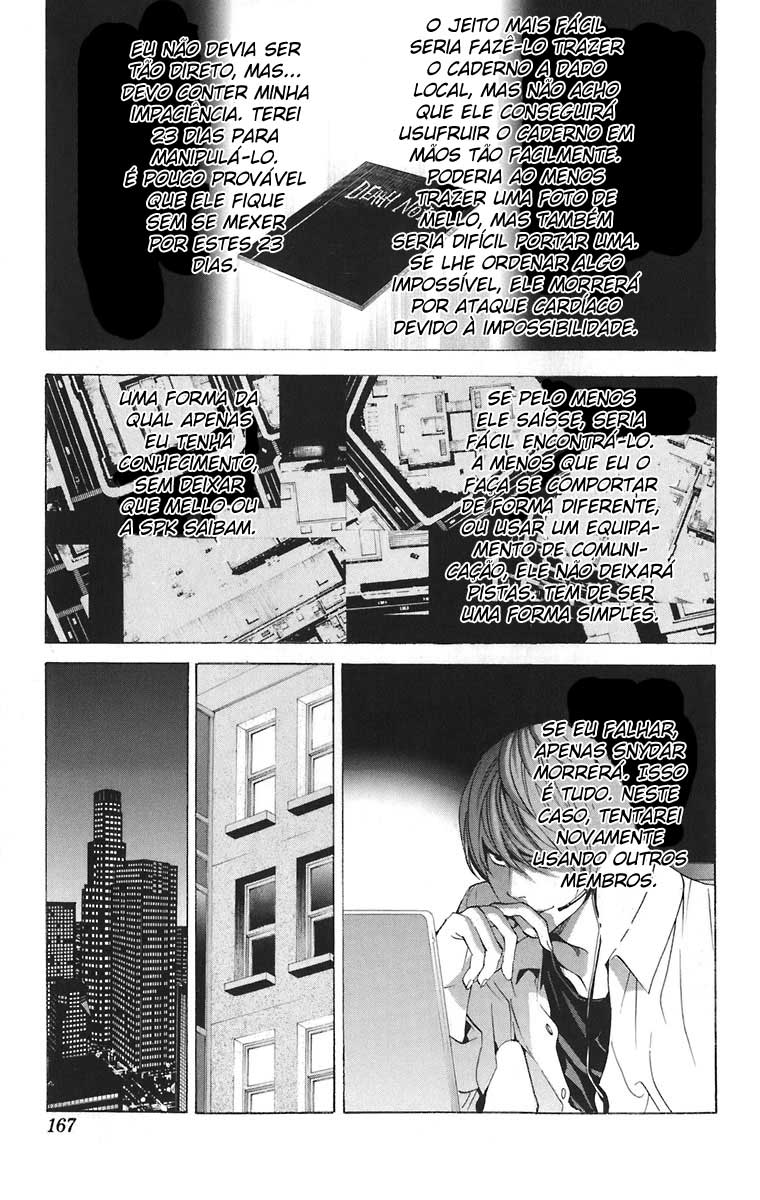 O JEITO MAIS FÁCIL
SERIA FAZÊ-LO TRAZER
O CADERNO A DADO
LOCAL, MAS NÃO ACHO
QUE ELE CONSEGUIRÁ
USUFRUIR O CADERNO EM
MÃOS TÃO FACILMENTE.
PODERIA AO MENOS
TRAZER UMA FOTO DE
MELLO, MAS TAMBÉM
SERIA DIFÍCIL PORTAR UMA.
SE LHE ORDENAR ALGO
IMPOSSÍVEL, ELE MORRERÁ
POR ATAQUE CARDÍACO
DEVIDO À IMPOSSIBILIDADE.
EU NÃO DEVIA SER
TÃO DIRETO, MAS...
DEVO CONTER MINHA
IMPACIÊNCIA. TEREI
23 DIAS PARA
MANIPULÁ-LO.
É POUCO PROVÁVEL
QUE ELE FIQUE
SEM SE MEXER
POR ESTES 23
DIAS.
DEATH NO
SE PELO MENOS
ELE SAÍSSE, SERIA
FÁCIL ENCONTRÁ-LO.
A MENOS QUE EU O
FAÇA SE COMPORTAR
DE FORMA DIFERENTE,
OU USAR UM EQUIPA-
MENTO DE COMUNI-
CAÇÃO, ELE NÃO DEIXARÁ
PISTAS. TEM DE SER
UMA FORMA SIMPLES.
UMA FORMA DA
QUAL APENAS
EU TENHA
CONHECIMENTO,
SEM DEIXAR
QUE MELLO OU
A SPK SAIBAM.
SE EU FALHAR,
APENAS SNYDAR
MORRERÁ. ISSO
É TUDO. NESTE
CASO, TENTAREI
NOVAMENTE
USANDO OUTROS
MEMBROS.
167